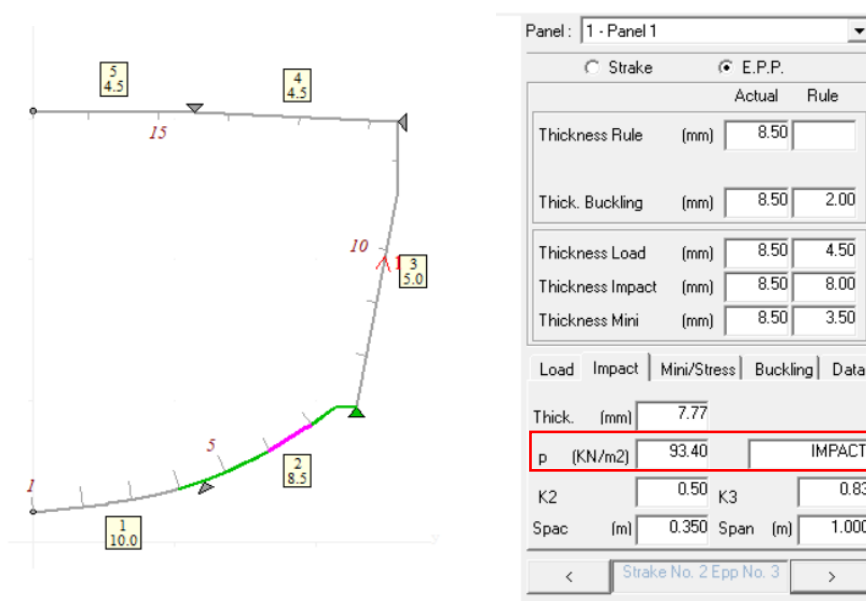 5
4.5
4
4.5
15
10
1
3
5.0
5
2
8.5
1
1
10.0
Panel : 1 - Panel 1
Strake E.P.P.
Actual Rule
Thickness Rule (mm) 8.50
Thick. Buckling (mm) 8.50 2.00
Thickness Load (mm) 8.50 4.50
Thickness Impact (mm) 8.50 8.00
Thickness Mini (mm) 8.50 3.50
Load Impact Mini/Stress Buckling Data
Thick. (mm) 7.77
p (KN/m2) 93.40 IMPACT
K2 0.50 K3 0.83
Spac (m) 0.350 Span (m) 1.000
< Strake No. 2 Epp No. 3 >